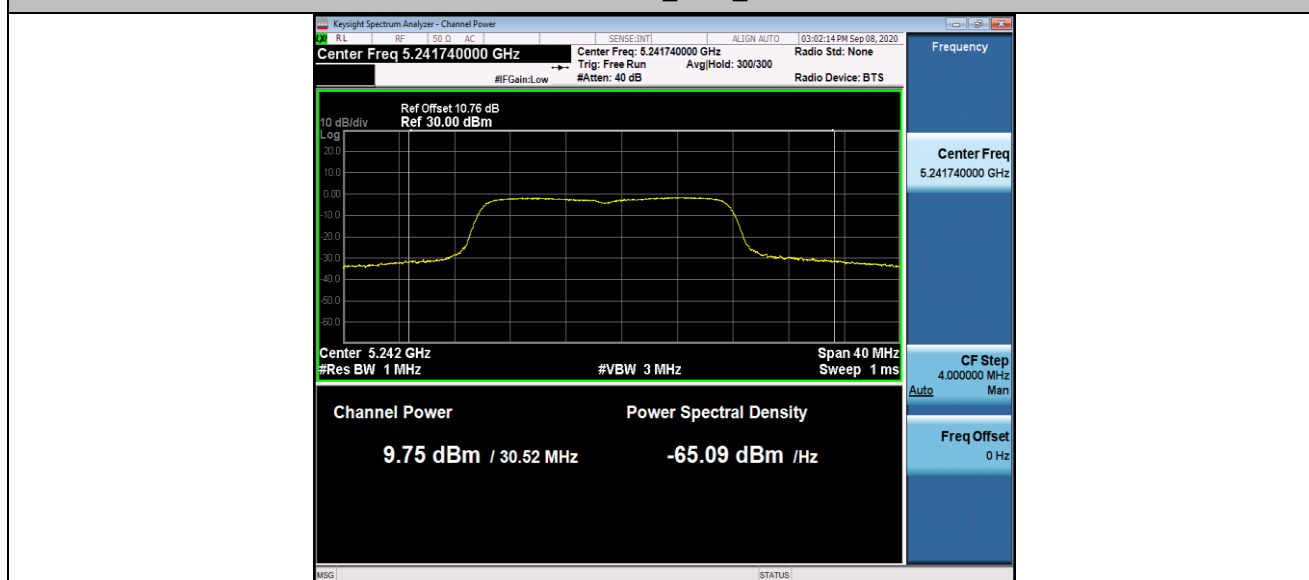 Keysight Spectrum Analyzer - Channel Power
RL RF 50 Ω AC SENSE:INT ALIGN AUTO 03:02:14 PM Sep 08, 2020
Center Freq 5.241740000 GHz
Center Freq: 5.241740000 GHz Radio Std: None
Trig: Free Run Avg|Hold: 300/300
#IFGain:Low #Atten: 40 dB Radio Device: BTS
Frequency
Ref Offset 10.76 dB
10 dB/div Ref 30.00 dBm
Log
20.0
10.0
0.00
-10.0
-20.0
-30.0
-40.0
-50.0
-60.0
Center 5.242 GHz Span 40 MHz
#Res BW 1 MHz #VBW 3 MHz Sweep 1 ms
Channel Power Power Spectral Density
9.75 dBm / 30.52 MHz -65.09 dBm /Hz
Center Freq
5.241740000 GHz
CF Step
4.000000 MHz
Auto Man
Freq Offset
0 Hz
MSG STATUS